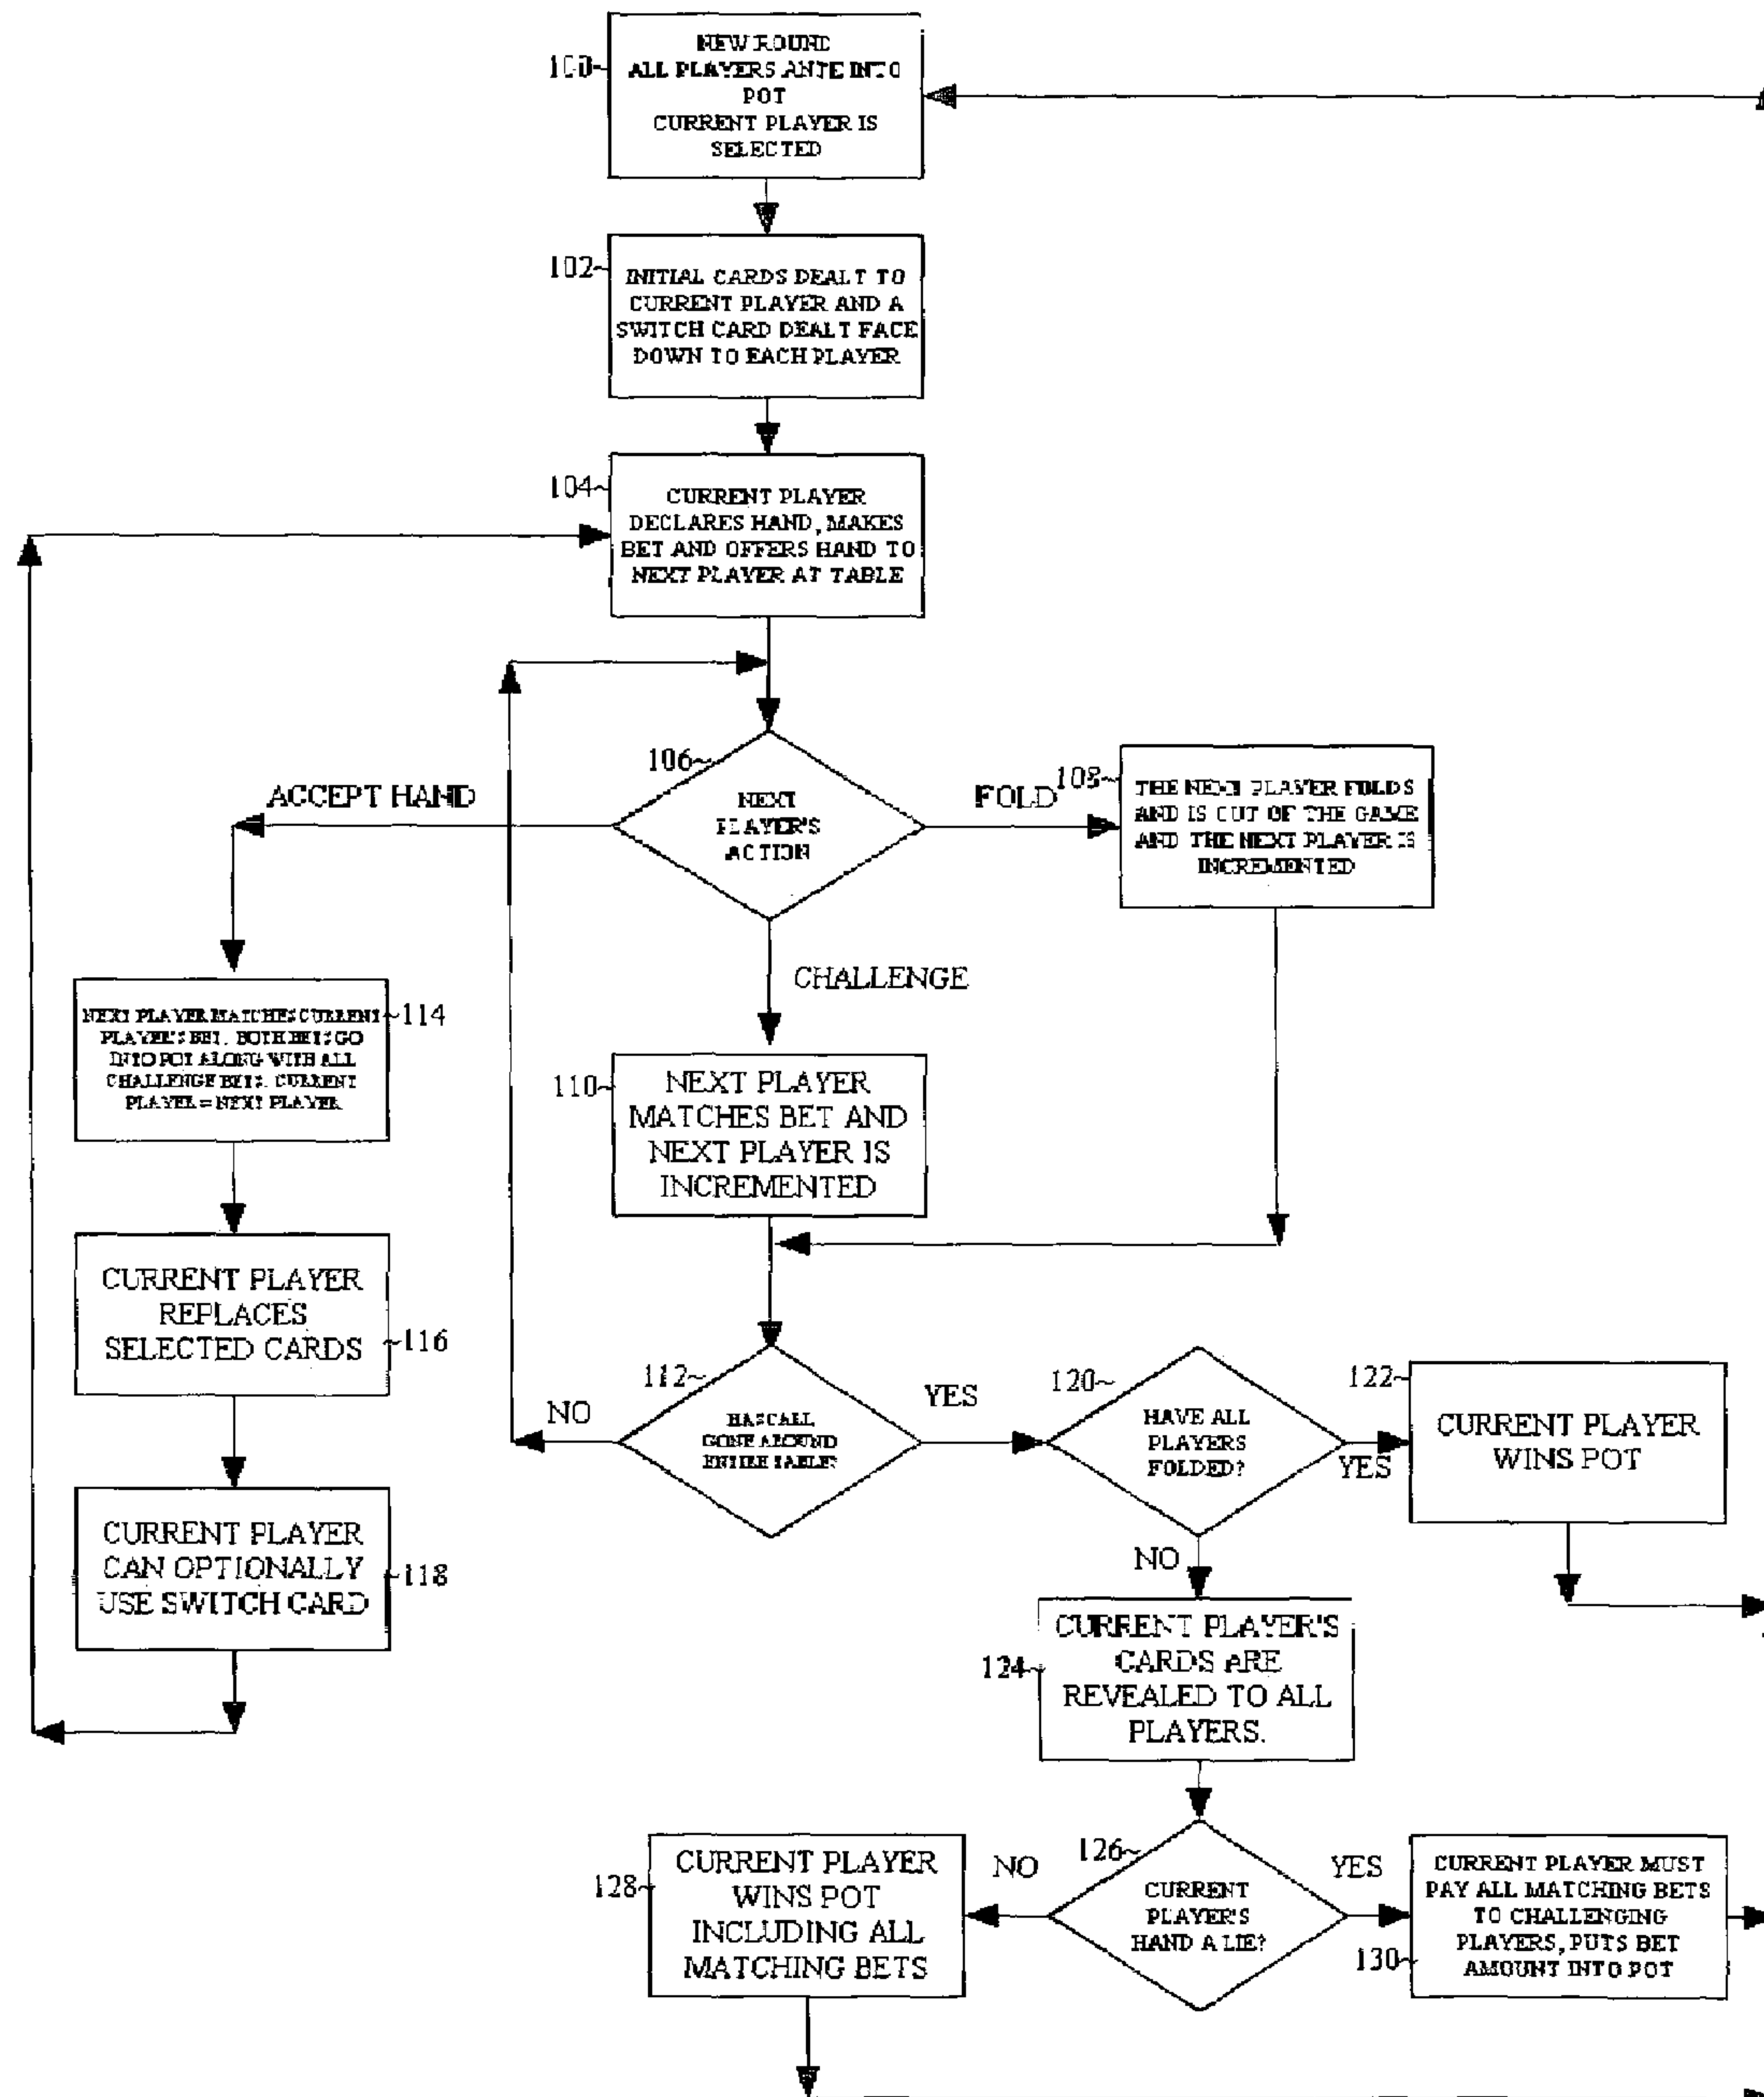 100
NEW ROUND
ALL PLAYERS ANTE INTO
POT
CURRENT PLAYER IS
SELECTED
102
INITIAL CARDS DEALT TO
CURRENT PLAYER AND A
SWITCH CARD DEALT FACE
DOWN TO EACH PLAYER
104
CURRENT PLAYER
DECLARES HAND, MAKES
BET AND OFFERS HAND TO
NEXT PLAYER AT TABLE
106
NEXT
PLAYER'S
ACTION
ACCEPT HAND
FOLD
108
THE NEXT PLAYER FOLDS
AND IS OUT OF THE GAME
AND THE NEXT PLAYER IS
INCREMENTED
CHALLENGE
114
NEXT PLAYER MATCHES CURRENT
PLAYER'S BET. BOTH BETS GO
INTO POT ALONG WITH ALL
CHALLENGE BETS. CURRENT
PLAYER = NEXT PLAYER
110
NEXT PLAYER
MATCHES BET AND
NEXT PLAYER IS
INCREMENTED
CURRENT PLAYER
REPLACES
SELECTED CARDS
116
112
HAS CALL
GONE AROUND
ENTIRE TABLE?
NO
YES
120
HAVE ALL
PLAYERS
FOLDED?
YES
122
CURRENT PLAYER
WINS POT
NO
CURRENT PLAYER
CAN OPTIONALLY
USE SWITCH CARD
118
124
CURRENT PLAYER'S
CARDS ARE
REVEALED TO ALL
PLAYERS.
126
CURRENT
PLAYER'S
HAND A LIE?
NO
YES
128
CURRENT PLAYER
WINS POT
INCLUDING ALL
MATCHING BETS
130
CURRENT PLAYER MUST
PAY ALL MATCHING BETS
TO CHALLENGING
PLAYERS, PUTS BET
AMOUNT INTO POT